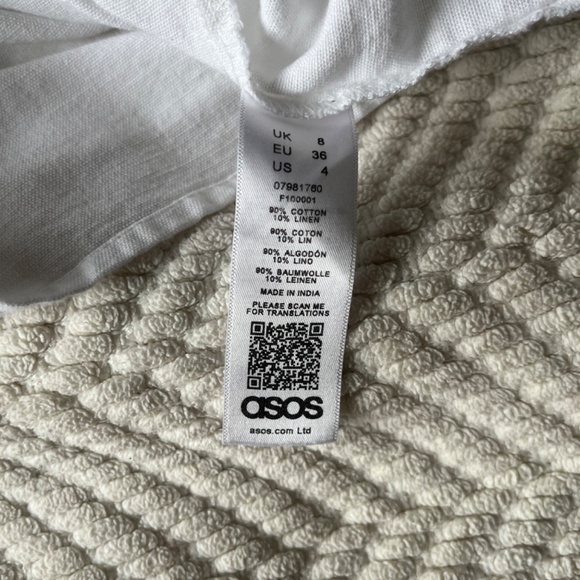 UK 8
EU 36
US 4
07981760
F100001
90% COTTON
10% LINEN
90% COTON
10% LIN
90% ALGODÓN
10% LINO
90% BAUMWOLLE
10% LEINEN
MADE IN INDIA
PLEASE SCAN ME
FOR TRANSLATIONS
asos
asos.com Ltd